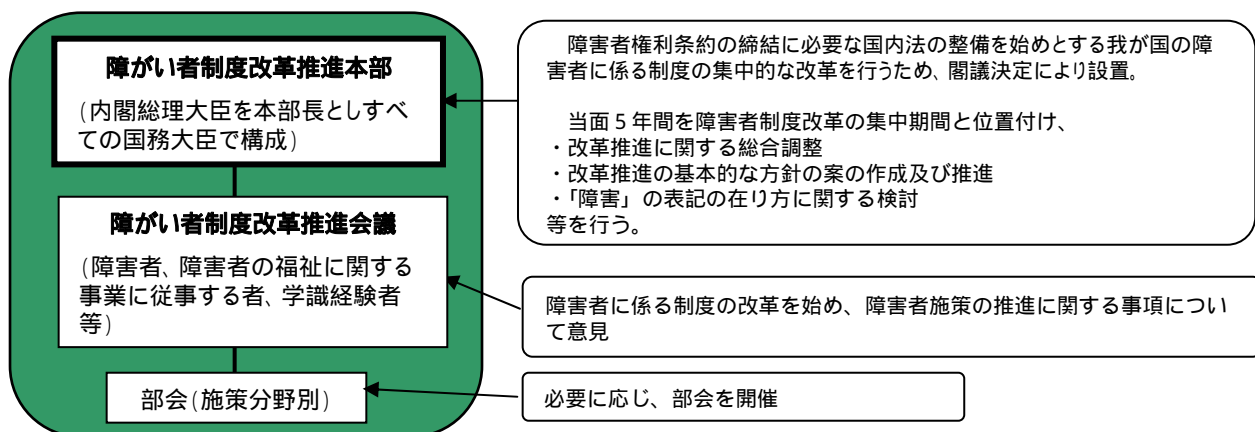 障がい者制度改革推進本部
(内閣総理大臣を本部長としすべ
ての国務大臣で構成)
障がい者制度改革推進会議
(障害者、障害者の福祉に関する
事業に従事する者、学識経験者
等)
部会(施策分野別)
障害者権利条約の締結に必要な国内法の整備を始めとする我が国の障
害者に係る制度の集中的な改革を行うため、閣議決定により設置。
当面5年間を障害者制度改革の集中期間と位置付け、
・改革推進に関する総合調整
・改革推進の基本的な方針の案の作成及び推進
・「障害」の表記の在り方に関する検討
等を行う。
障害者に係る制度の改革を始め、障害者施策の推進に関する事項につい
て意見
必要に応じ、部会を開催